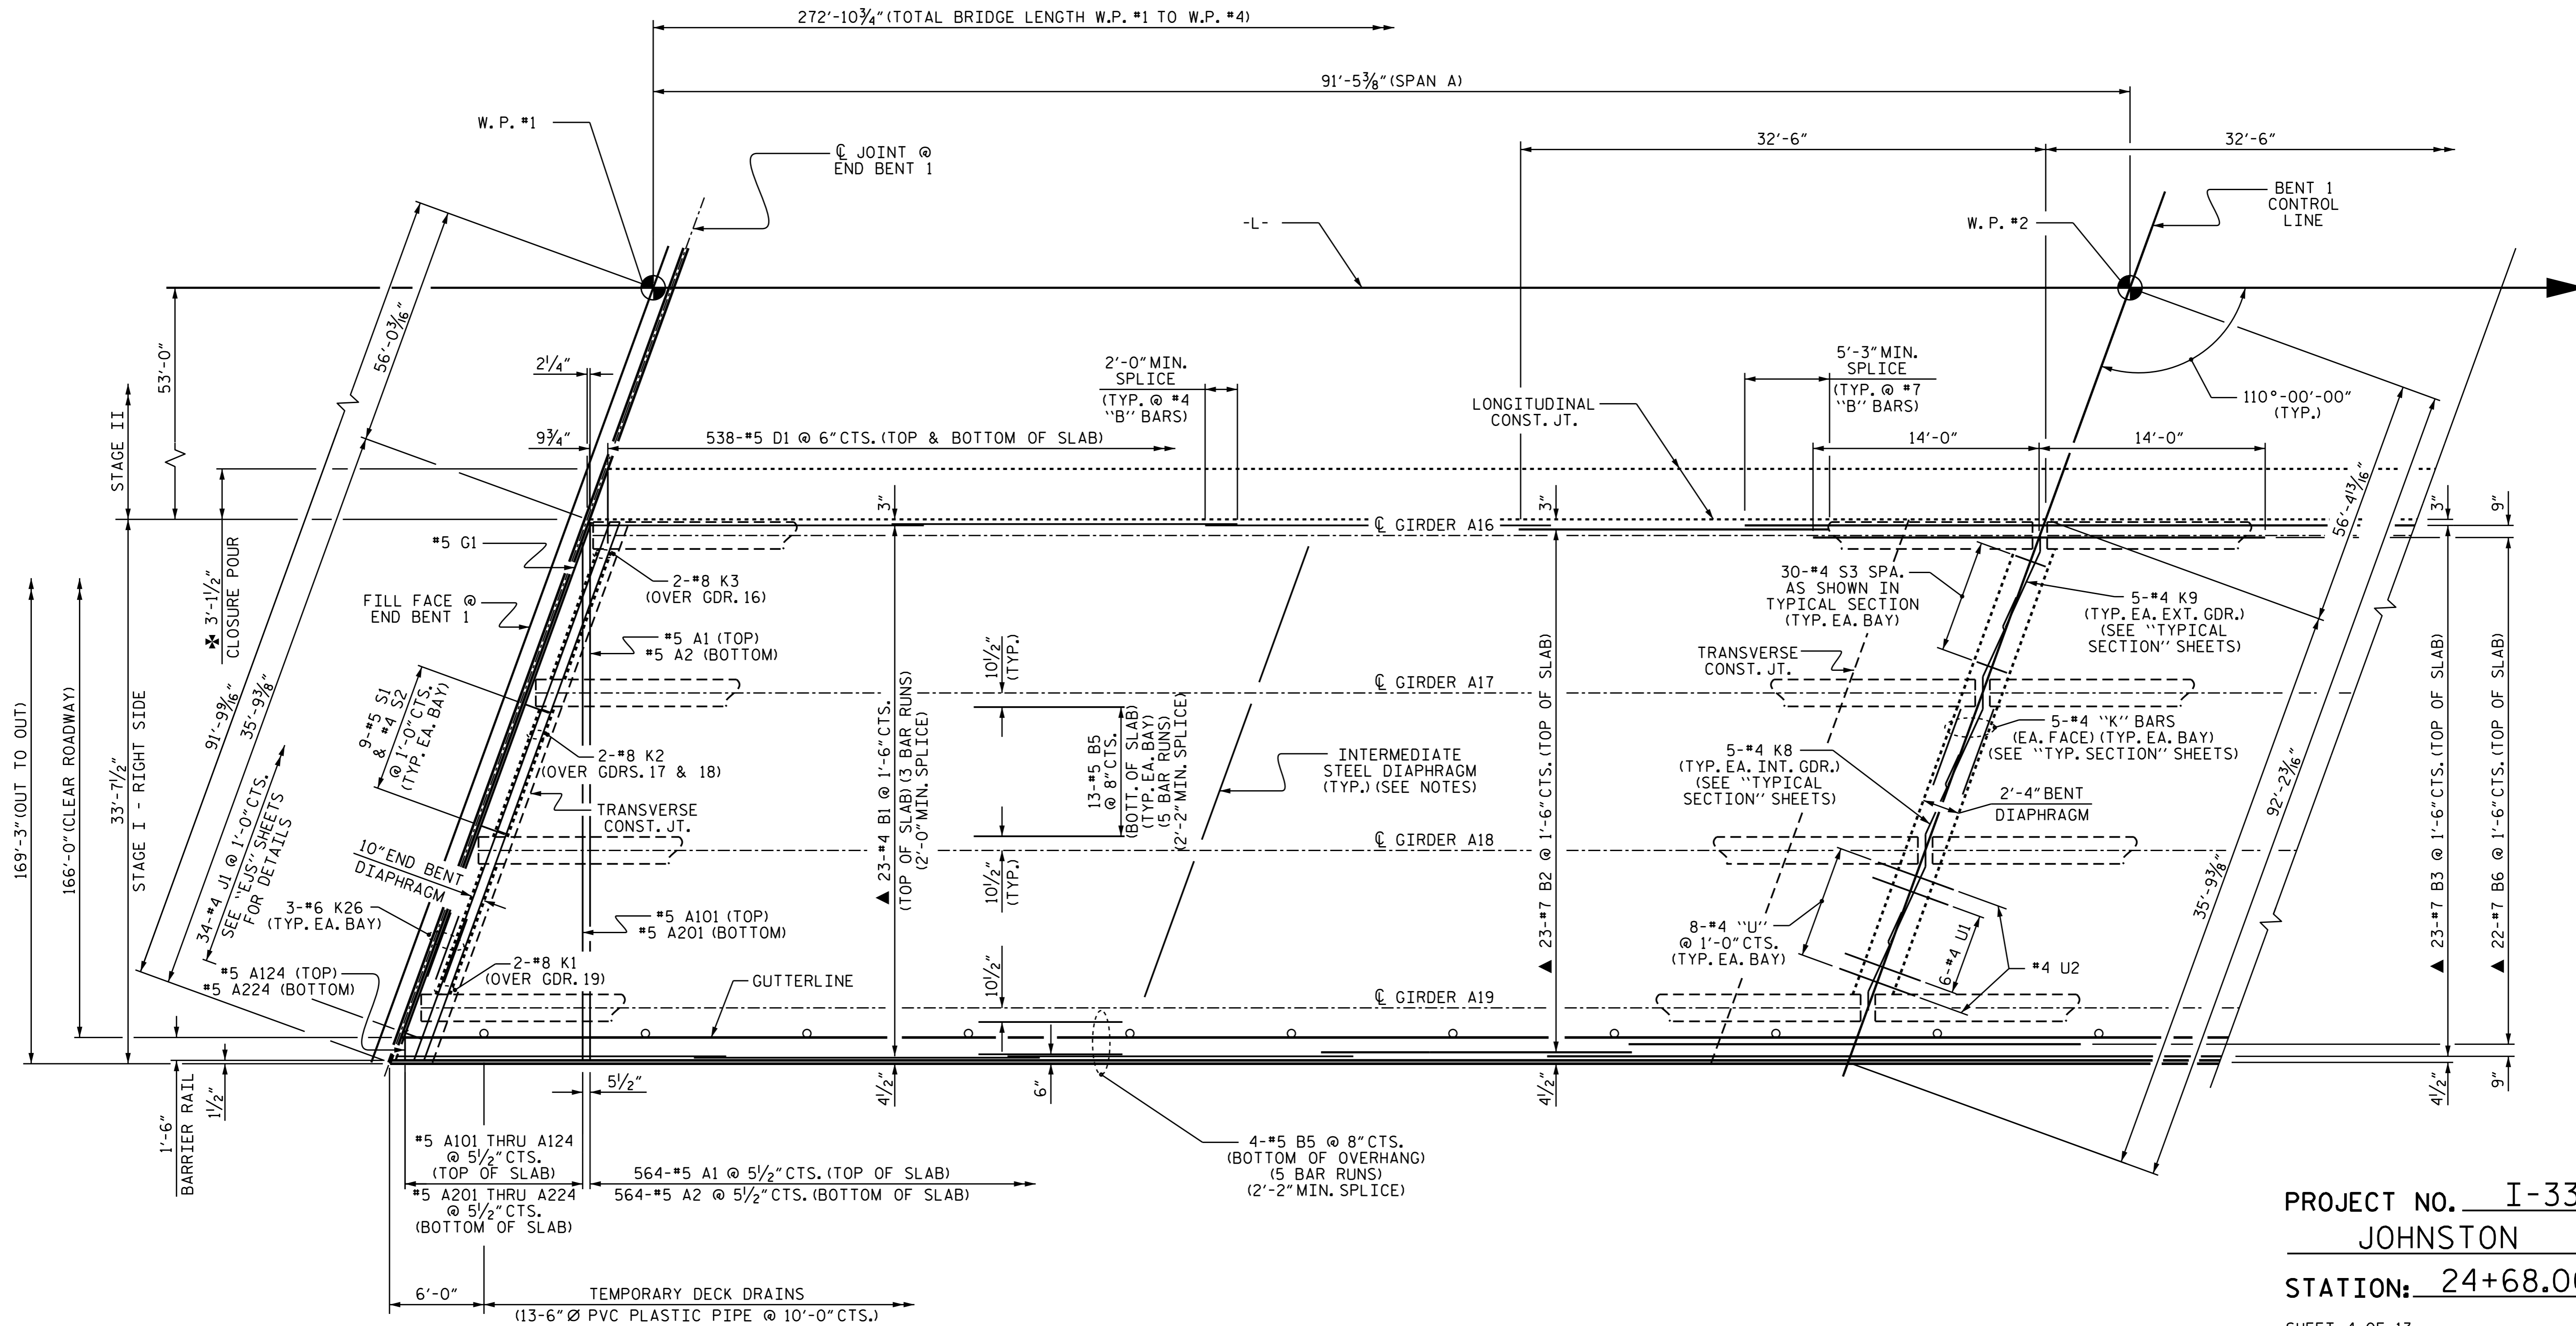 272'-10¾" (TOTAL BRIDGE LENGTH W.P. #1 TO W.P. #4)
91'-5⅜" (SPAN A)
W.P. #1
℄ JOINT @
END BENT 1
32'-6"
32'-6"
BENT 1
CONTROL
LINE
-L-
W.P. #2
56'-0³⁄₁₆"
53'-0"
STAGE II
2¼"
9¾"
538-#5 D1 @ 6" CTS. (TOP & BOTTOM OF SLAB)
2'-0" MIN.
SPLICE
(TYP. @ #4
"B" BARS)
5'-3" MIN.
SPLICE
(TYP. @ #7
"B" BARS)
LONGITUDINAL
CONST. JT.
110°-00'-00"
(TYP.)
14'-0"
14'-0"
56'-4¹³⁄₁₆"
3"
3"
3"
9"
℄ GIRDER A16
#5 G1
3'-1½"
CLOSURE POUR
FILL FACE @
END BENT 1
2-#8 K3
(OVER GDR. 16)
#5 A1 (TOP)
#5 A2 (BOTTOM)
30-#4 S3 SPA.
AS SHOWN IN
TYPICAL SECTION
(TYP. EA. BAY)
5-#4 K9
(TYP. EA. EXT. GDR.)
(SEE "TYPICAL
SECTION" SHEETS)
TRANSVERSE
CONST. JT.
℄ GIRDER A17
169'-3" (OUT TO OUT)
166'-0" (CLEAR ROADWAY)
33'-7½"
STAGE I - RIGHT SIDE
91'-9⁹⁄₁₆"
35'-9⅜"
34-#4 J1 @ 1'-0" CTS.
SEE "EJS" SHEETS
FOR DETAILS
9-#5 S1
& #4 S2
@ 1'-0" CTS.
(TYP. EA. BAY)
2-#8 K2
(OVER GDRS. 17 & 18)
TRANSVERSE
CONST. JT.
10" END BENT
DIAPHRAGM
23-#4 B1 @ 1'-6" CTS.
(TOP OF SLAB) (3 BAR RUNS)
(2'-0" MIN. SPLICE)
10½"
(TYP.)
13-#5 B5
@ 8" CTS.
(BOTT. OF SLAB)
(TYP. EA. BAY)
(5 BAR RUNS)
(2'-2" MIN. SPLICE)
10½"
(TYP.)
INTERMEDIATE
STEEL DIAPHRAGM
(TYP.) (SEE NOTES)
23-#7 B2 @ 1'-6" CTS. (TOP OF SLAB)
5-#4 "K" BARS
(EA. FACE) (TYP. EA. BAY)
(SEE "TYP. SECTION" SHEETS)
5-#4 K8
(TYP. EA. INT. GDR.)
(SEE "TYPICAL
SECTION" SHEETS)
2'-4" BENT
DIAPHRAGM
℄ GIRDER A18
92'-2³⁄₁₆"
35'-9⅜"
23-#7 B3 @ 1'-6" CTS. (TOP OF SLAB)
22-#7 B6 @ 1'-6" CTS. (TOP OF SLAB)
3-#6 K26
(TYP. EA. BAY)
#5 A101 (TOP)
#5 A201 (BOTTOM)
8-#4 "U"
@ 1'-0" CTS.
(TYP. EA. BAY)
6-#4 U1
#4 U2
#5 A124 (TOP)
#5 A224 (BOTTOM)
2-#8 K1
(OVER GDR. 19)
GUTTERLINE
10½"
℄ GIRDER A19
1'-6"
BARRIER RAIL
1½"
5½"
4½"
6"
4½"
4½"
9"
#5 A101 THRU A124
@ 5½" CTS.
(TOP OF SLAB)
#5 A201 THRU A224
@ 5½" CTS.
(BOTTOM OF SLAB)
564-#5 A1 @ 5½" CTS. (TOP OF SLAB)
564-#5 A2 @ 5½" CTS. (BOTTOM OF SLAB)
4-#5 B5 @ 8" CTS.
(BOTTOM OF OVERHANG)
(5 BAR RUNS)
(2'-2" MIN. SPLICE)
6'-0"
TEMPORARY DECK DRAINS
(13-6" Ø PVC PLASTIC PIPE @ 10'-0" CTS.)
PROJECT NO. I-33
JOHNSTON
STATION: 24+68.0